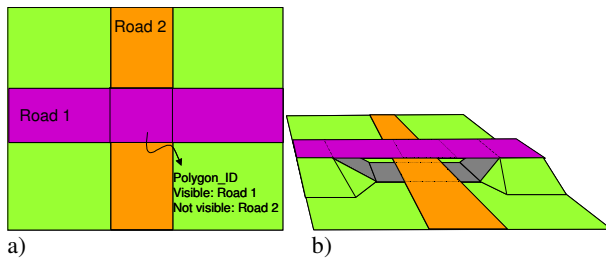 Road 2
Road 1
Polygon_ID
Visible: Road 1
Not visible: Road 2
a)
b)